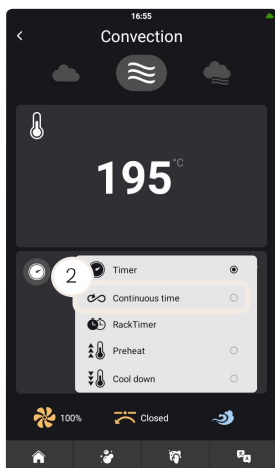 16:55
Convection
195 °C
2
Timer
Continuous time
RackTimer
Preheat
Cool down
100%
Closed